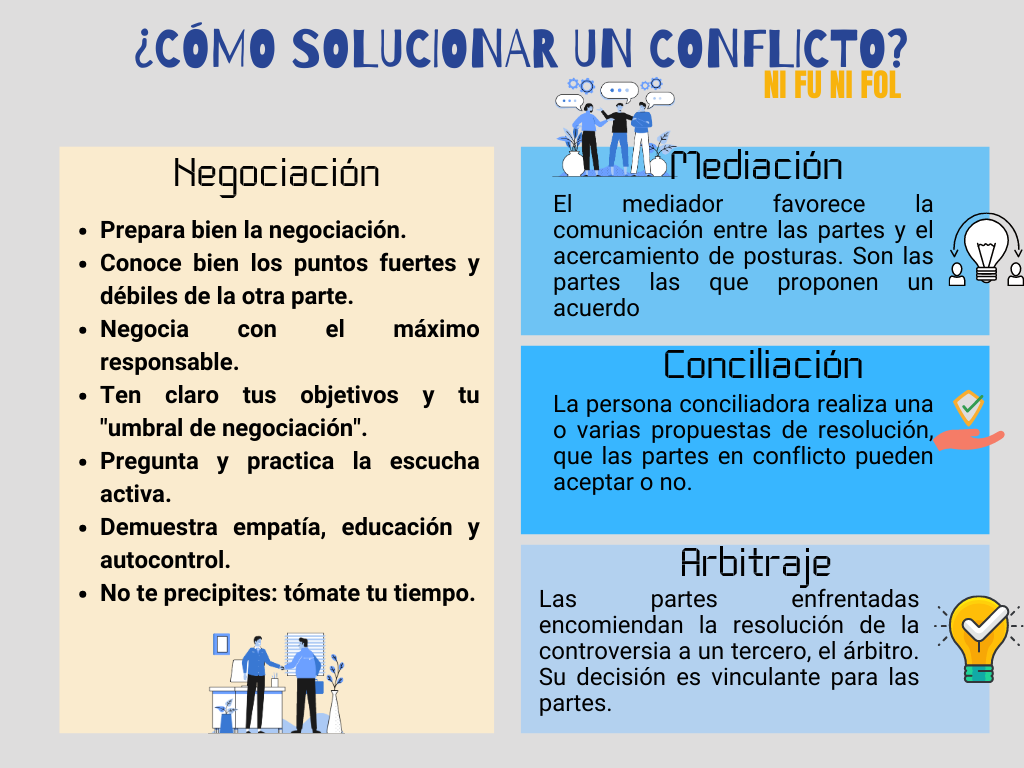 ¿CÓMO SOLUCIONAR UN CONFLICTO?
NI FU NI FOL
Negociación
• Prepara bien la negociación.
• Conoce bien los puntos fuertes y
débiles de la otra parte.
• Negocia con el máximo
responsable.
• Ten claro tus objetivos y tu
"umbral de negociación".
• Pregunta y practica la escucha
activa.
• Demuestra empatía, educación y
autocontrol.
• No te precipites: tómate tu tiempo.
Mediación
El mediador favorece la
comunicación entre las partes y el
acercamiento de posturas. Son las
partes las que proponen un
acuerdo
Conciliación
La persona conciliadora realiza una
o varias propuestas de resolución,
que las partes en conflicto pueden
aceptar o no.
Arbitraje
Las partes enfrentadas
encomiendan la resolución de la
controversia a un tercero, el árbitro.
Su decisión es vinculante para las
partes.